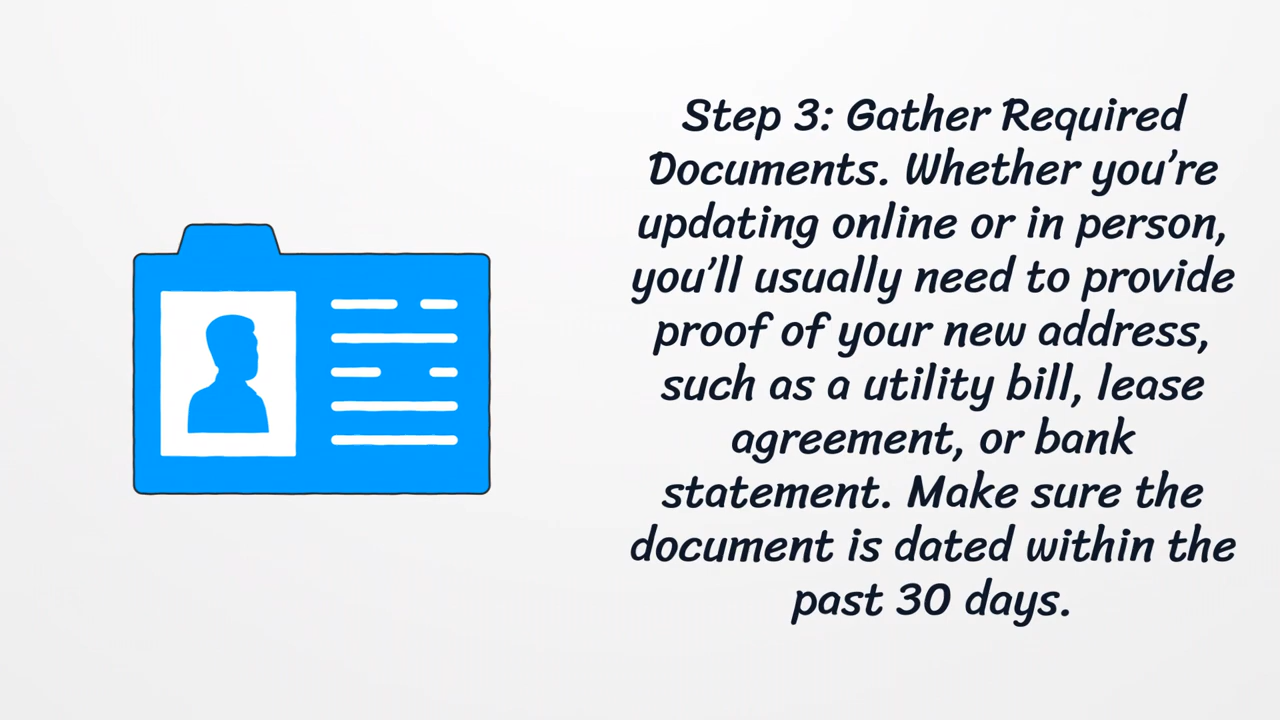 Step 3: Gather Required
Documents. Whether you're
updating online or in person,
you'll usually need to provide
proof of your new address,
such as a utility bill, lease
agreement, or bank
statement. Make sure the
document is dated within the
past 30 days.